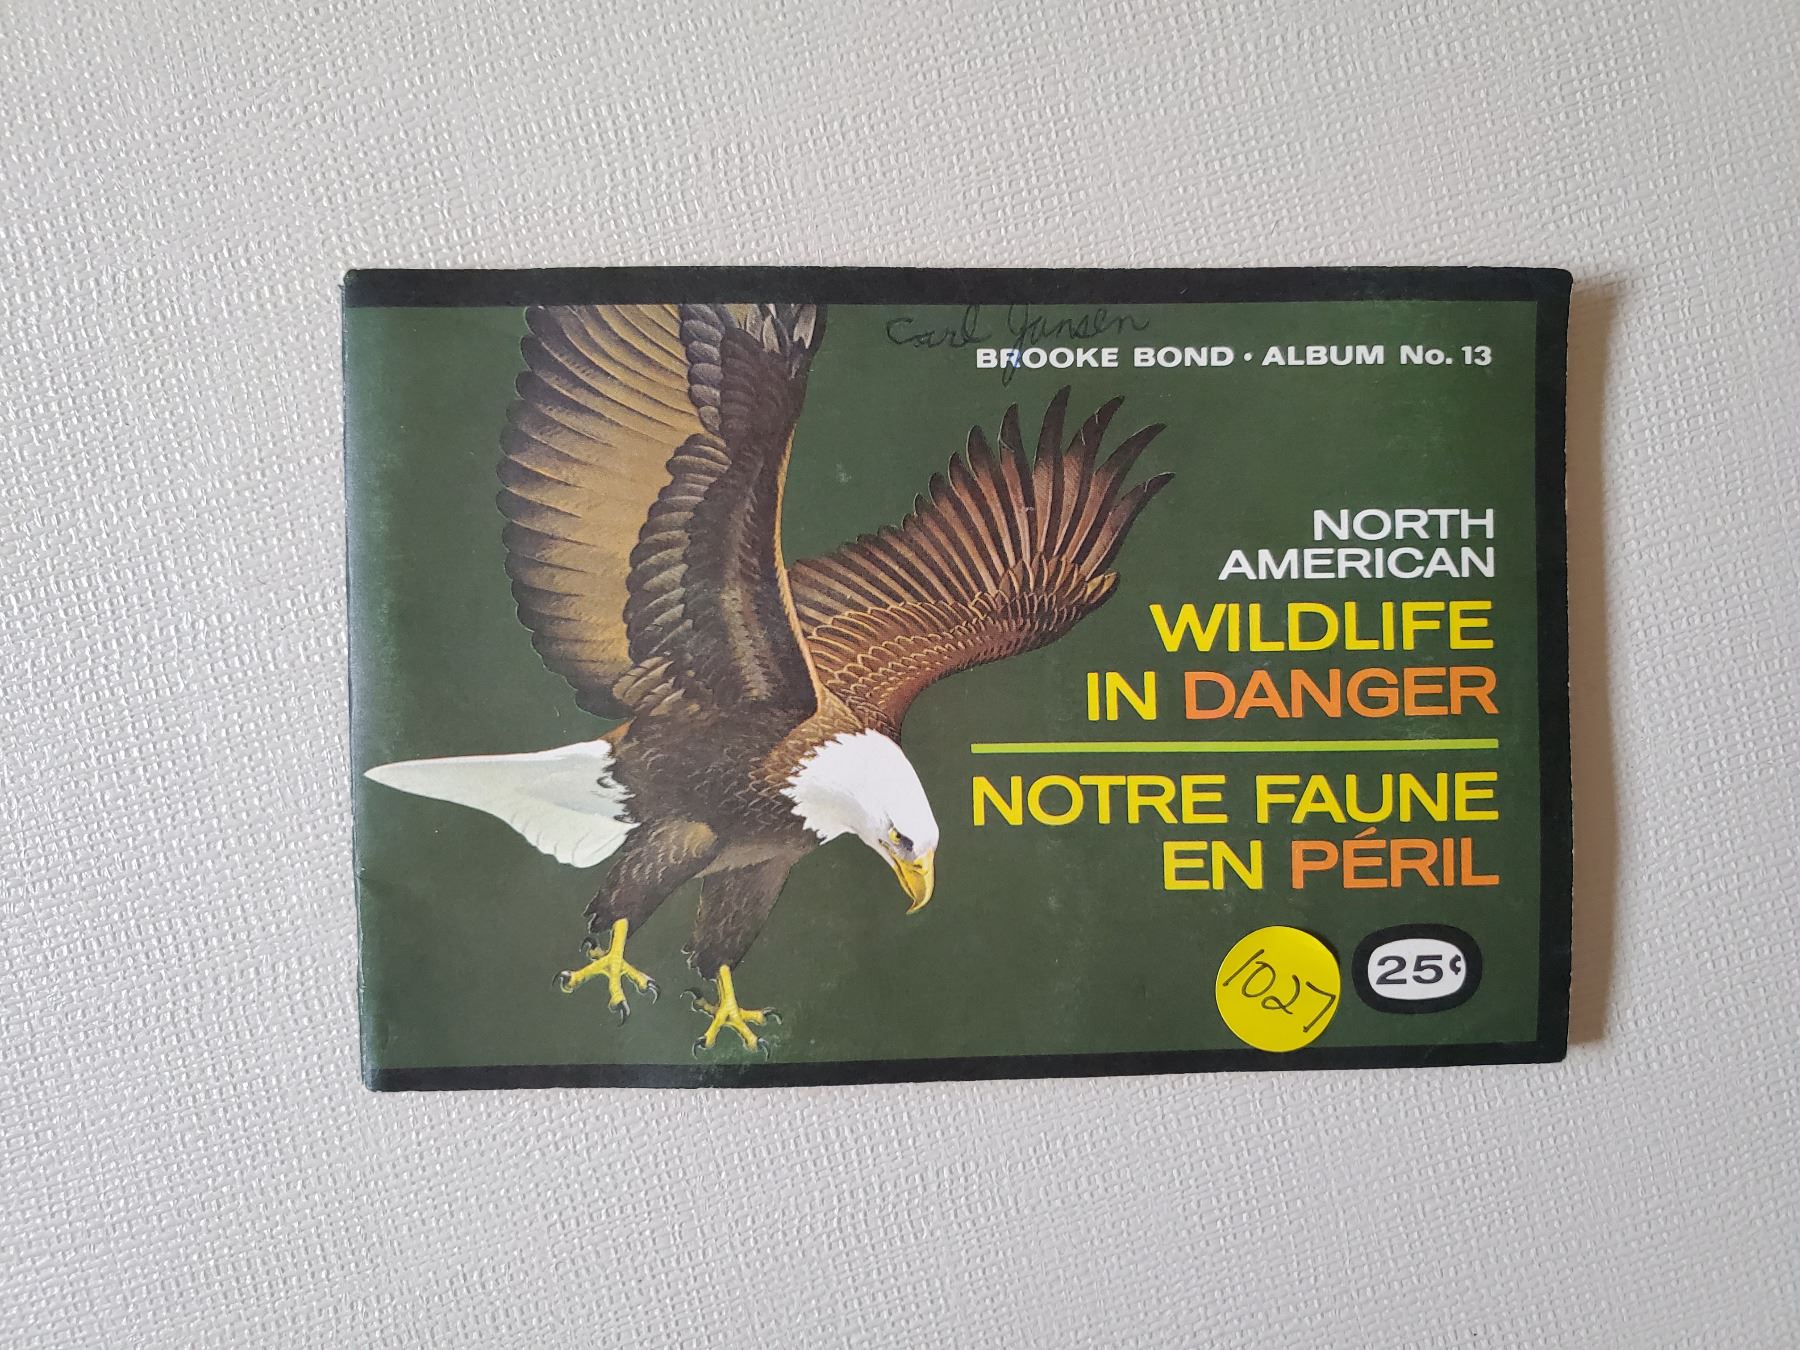 Carl Jansen
BROOKE BOND • ALBUM No. 13
NORTH
AMERICAN
WILDLIFE
IN DANGER
NOTRE FAUNE
EN PÉRIL
1027
25¢